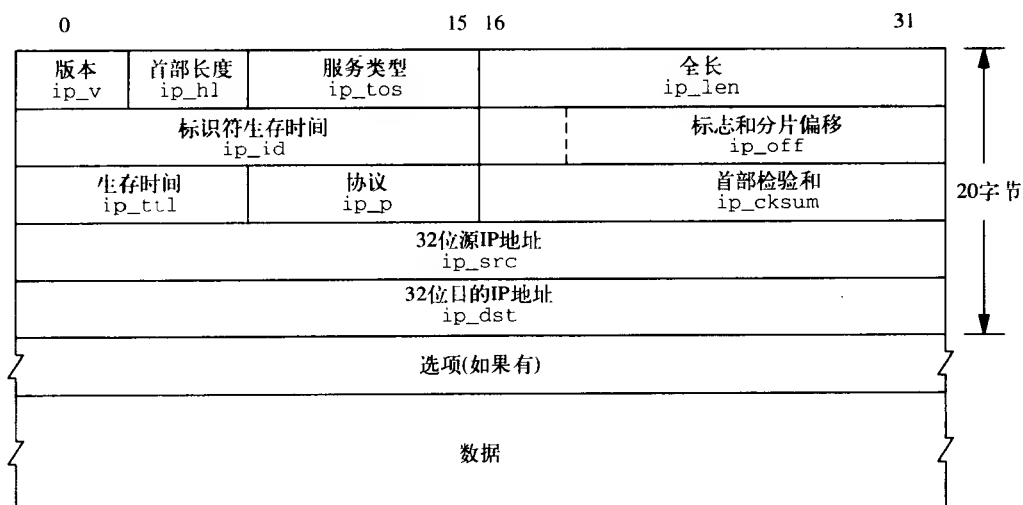 0 15 16 31
版本 首部长度 服务类型 全长
ip_v ip_hl ip_tos ip_len
标识符生存时间 标志和分片偏移
ip_id ip_off
生存时间 协议 首部检验和
ip_ttl ip_p ip_cksum
20字节
32位源IP地址
ip_src
32位目的IP地址
ip_dst
选项(如果有)
数据